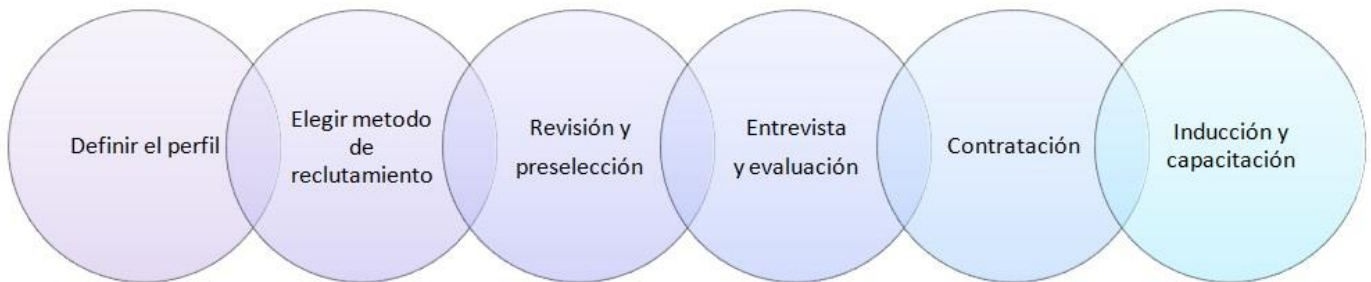 Definir el perfil
Elegir metodo
de
reclutamiento
Revisión y
preselección
Entrevista
y evaluación
Contratación
Inducción y
capacitación